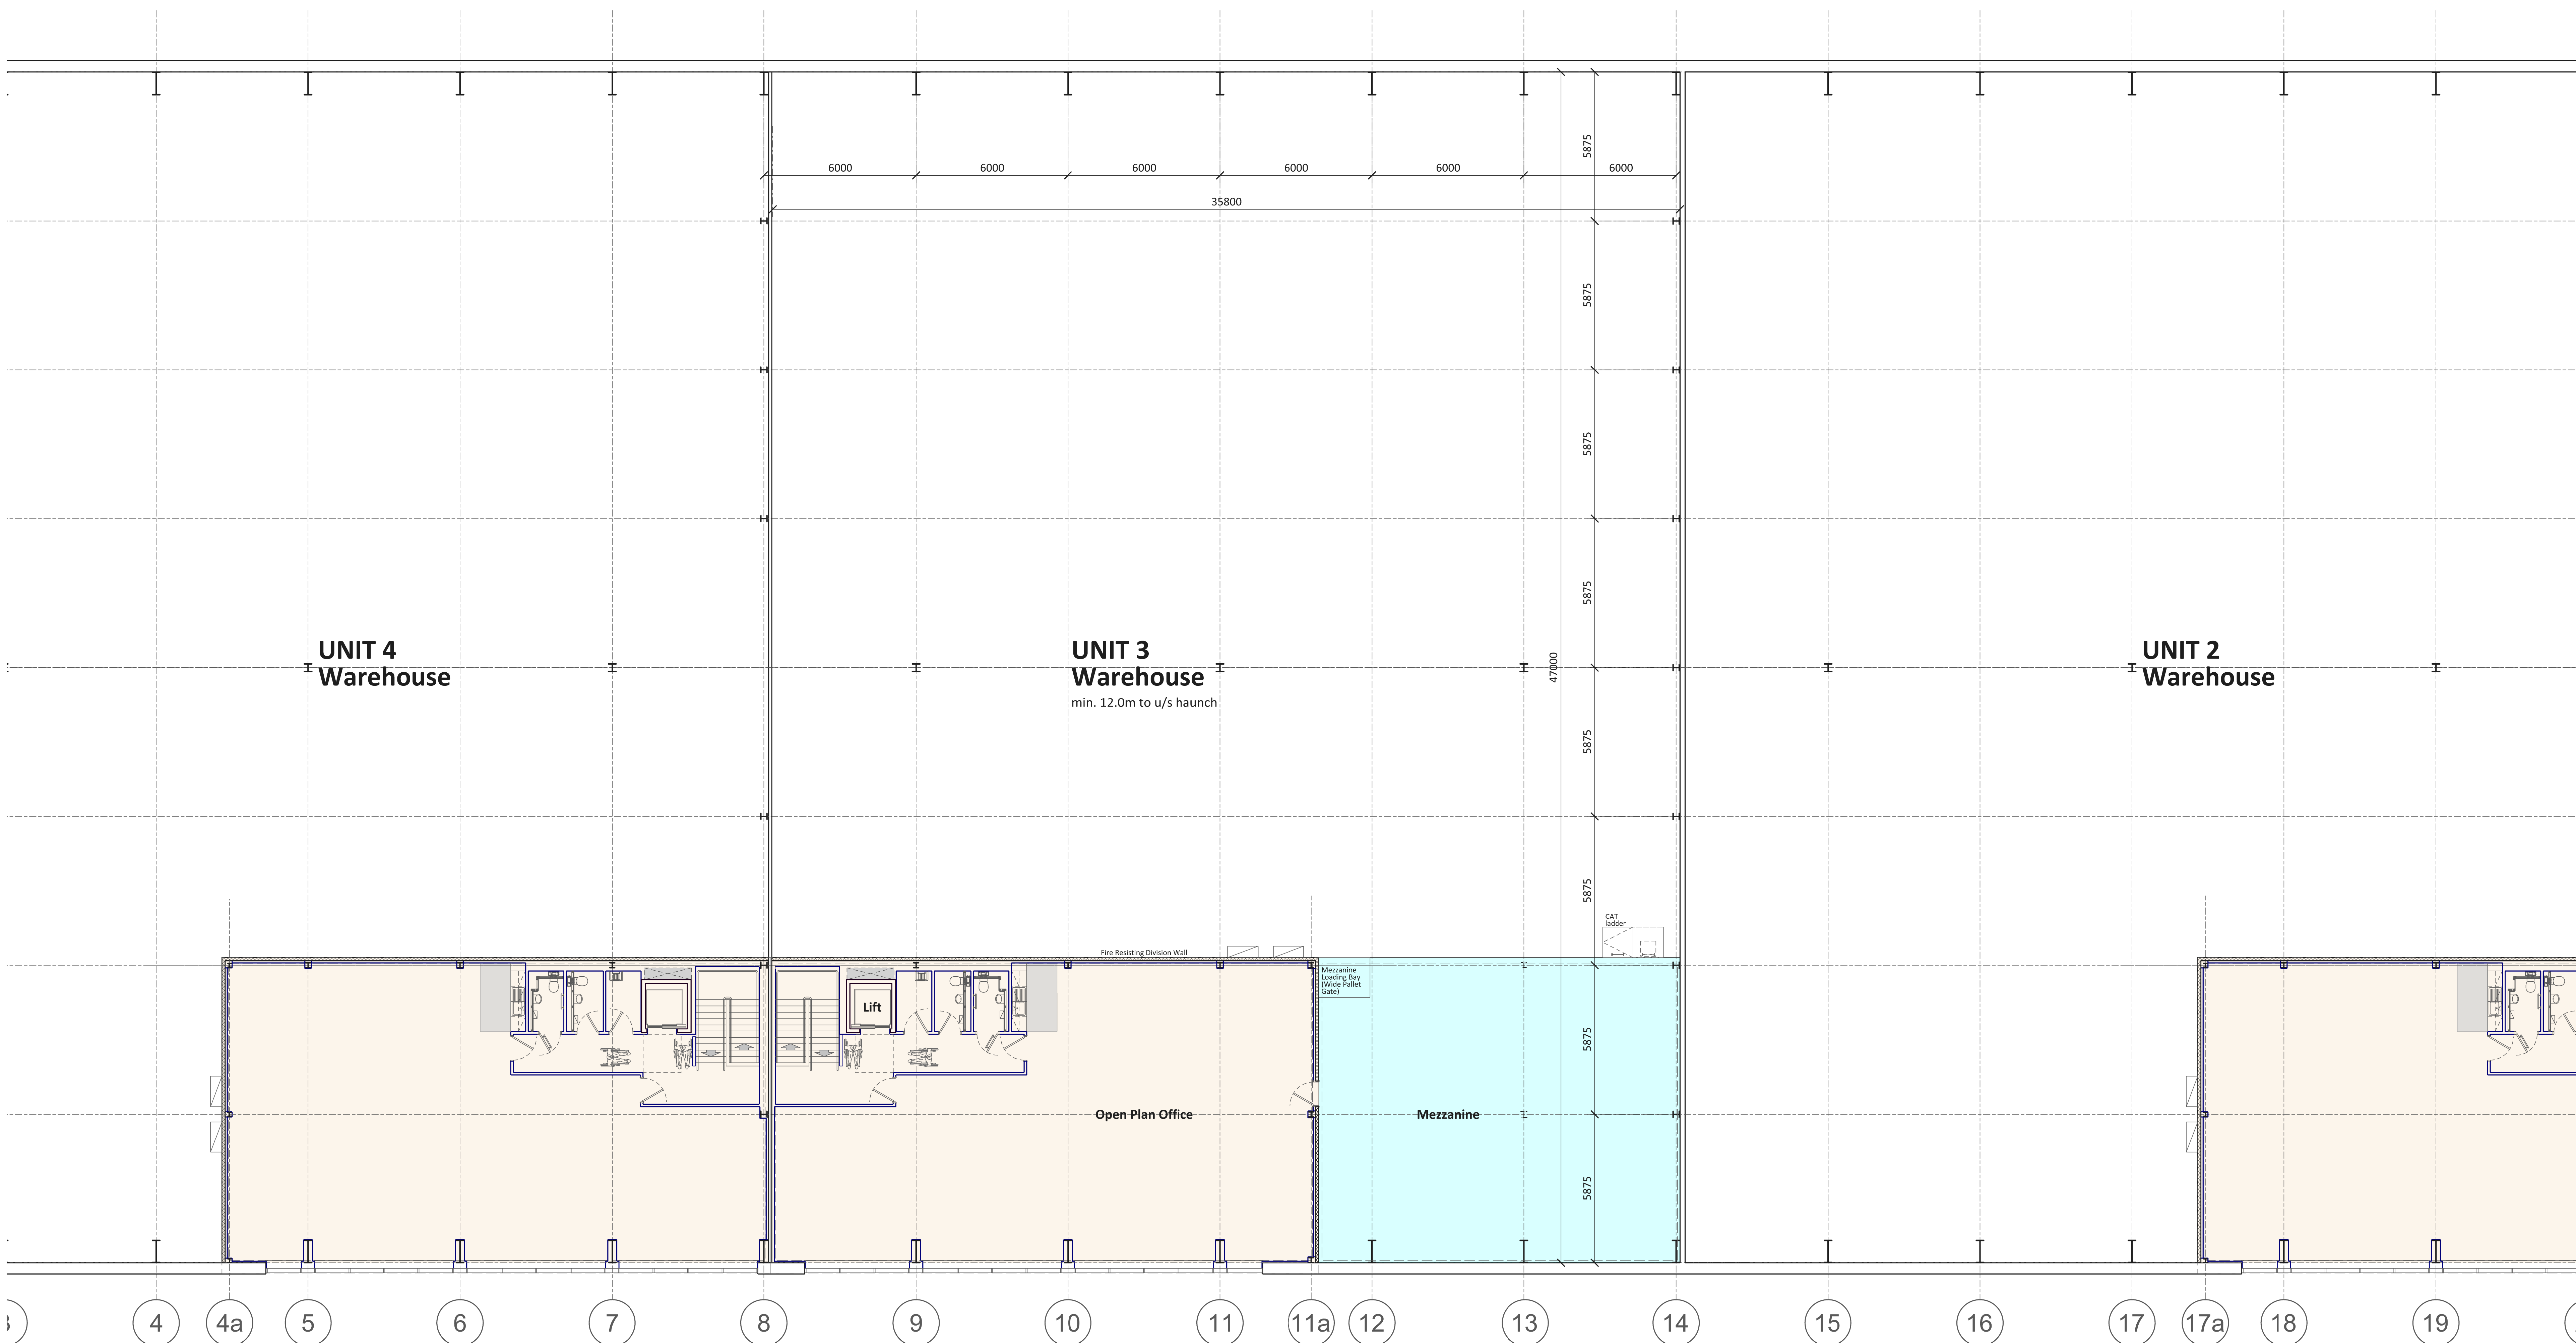 6000
6000
6000
6000
6000
6000
35800
5875
5875
5875
5875
5875
5875
5875
5875
47000
UNIT 4
Warehouse
UNIT 3
Warehouse
min. 12.0m to u/s haunch
UNIT 2
Warehouse
CAT
ladder
Fire Resisting Division Wall
Mezzanine
Loading Bay
(Wide Pallet
Gate)
Lift
Open Plan Office
Mezzanine
4
4a
5
6
7
8
9
10
11
11a
12
13
14
15
16
17
17a
18
19